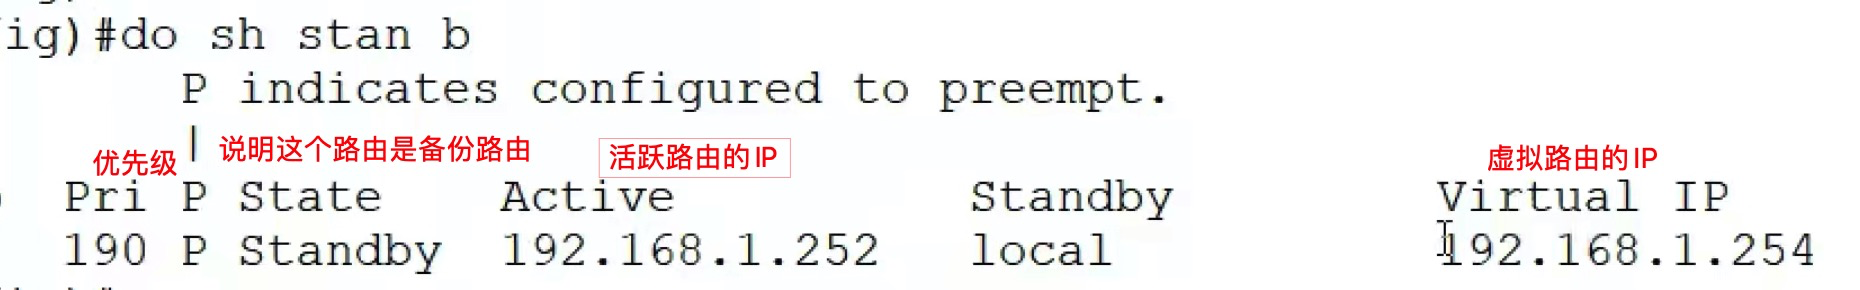 ig)#do sh stan b
P indicates configured to preempt.
| 说明这个路由是备份路由 活跃路由的IP 虚拟路由的IP
优先级
Pri P State Active Standby Virtual IP
190 P Standby 192.168.1.252 local 192.168.1.254